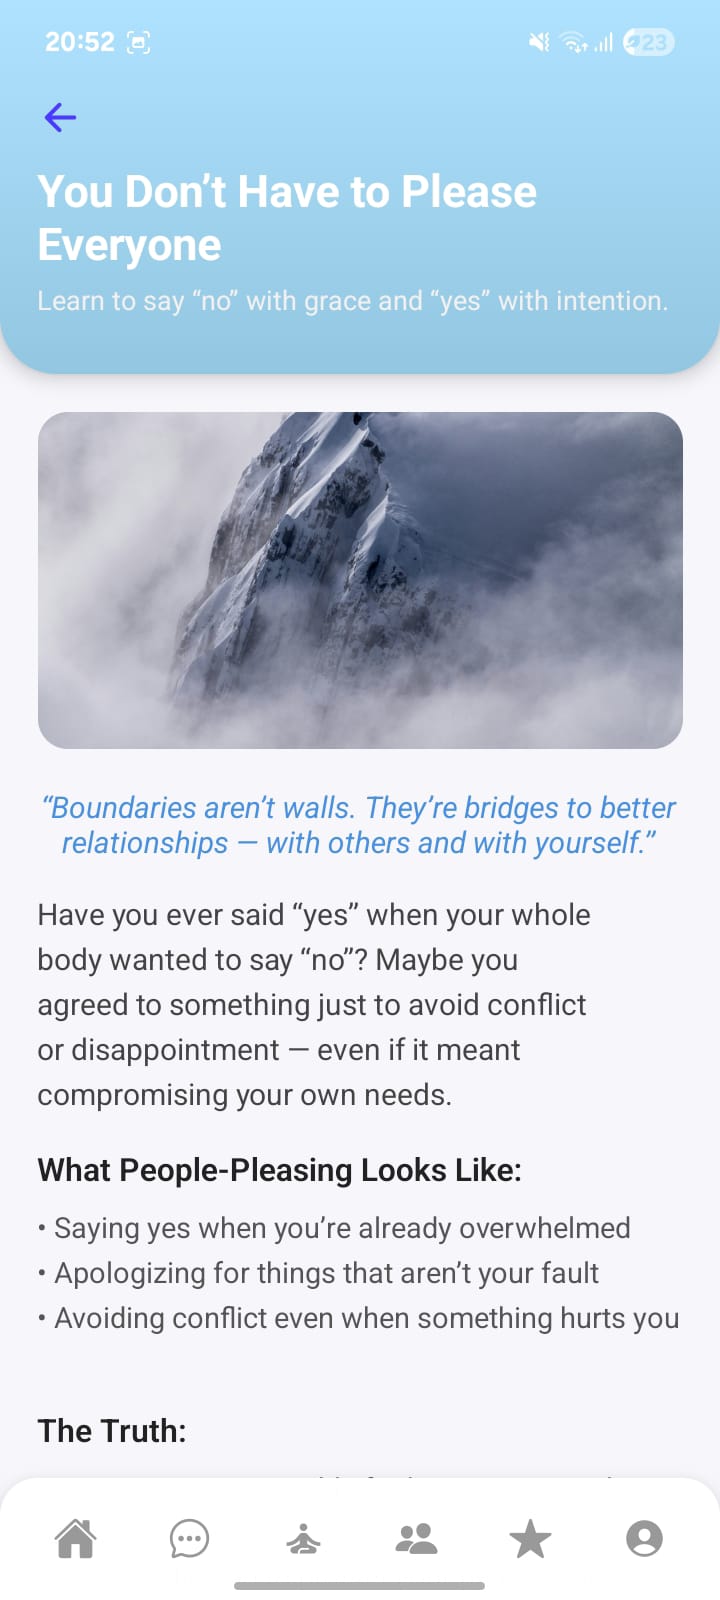 20:52
23
You Don’t Have to Please
Everyone
Learn to say “no” with grace and “yes” with intention.
“Boundaries aren’t walls. They’re bridges to better
relationships — with others and with yourself.”
Have you ever said “yes” when your whole
body wanted to say “no”? Maybe you
agreed to something just to avoid conflict
or disappointment — even if it meant
compromising your own needs.
What People-Pleasing Looks Like:
• Saying yes when you’re already overwhelmed
• Apologizing for things that aren’t your fault
• Avoiding conflict even when something hurts you
The Truth: